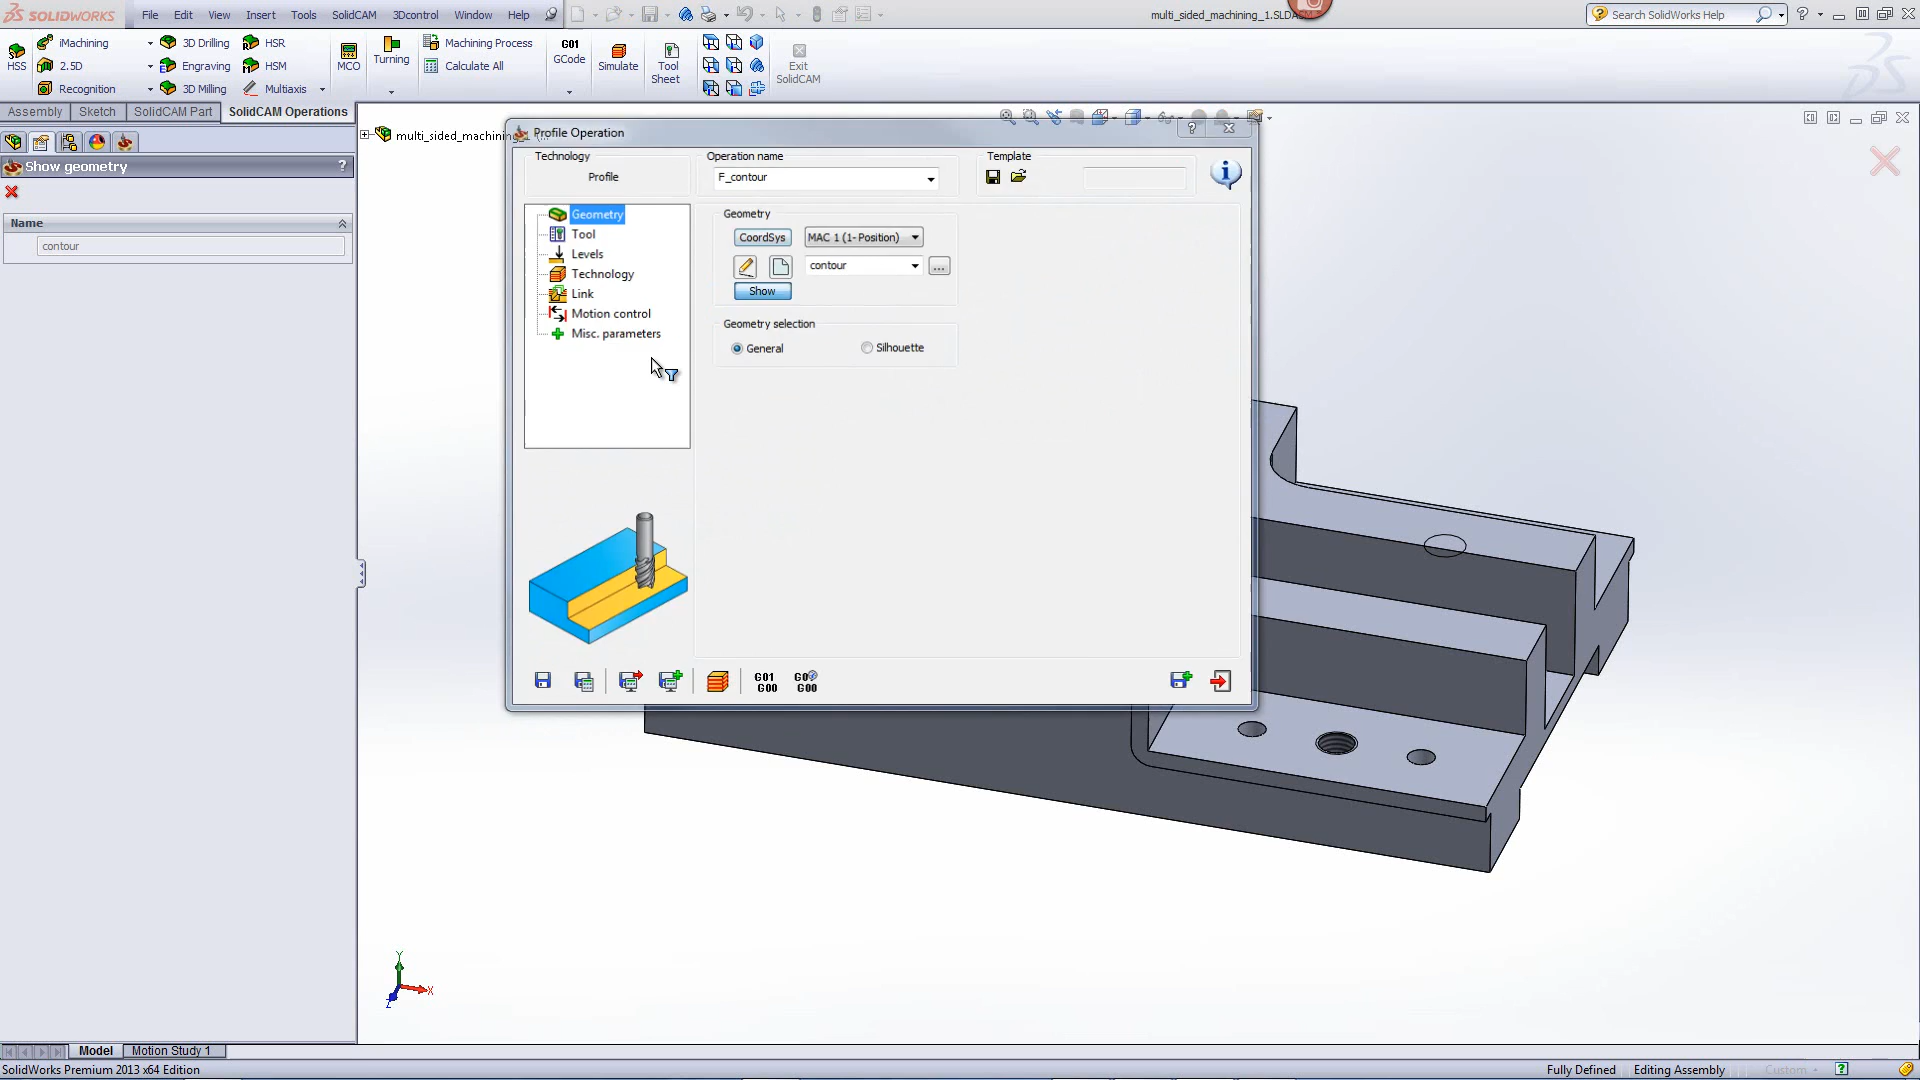 SOLIDWORKS File Edit View Insert Tools SolidCAM 3Dcontrol Window Help multi_sided_machining_1.SLDA Search SolidWorks Help
HSS iMachining 3D Drilling HSR MCO Turning Machining Process G01 GCode Simulate Tool Sheet Exit SolidCAM
2.5D Engraving HSM Calculate All
Recognition 3D Milling Multiaxis
Assembly Sketch SolidCAM Part SolidCAM Operations
multi_sided_machining_1
Show geometry ?
Name
contour
Profile Operation
Technology Operation name Template
Profile F_contour
Geometry
Tool
Levels
Technology
Link
Motion control
Misc. parameters
Geometry
CoordSys MAC 1 (1- Position)
contour ...
Show
Geometry selection
General Silhouette
G01 G00 G0 G00
Y
X
Z
Model Motion Study 1
SolidWorks Premium 2013 x64 Edition Fully Defined Editing Assembly Custom